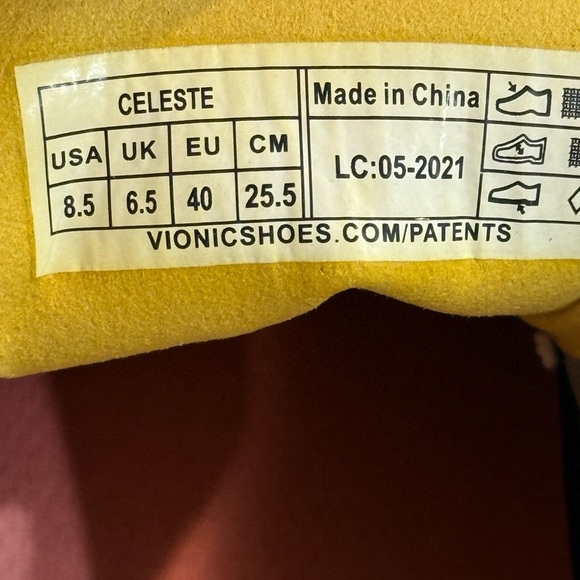 CELESTE
USA UK EU CM
8.5 6.5 40 25.5
Made in China
LC:05-2021
VIONICSHOES.COM/PATENTS